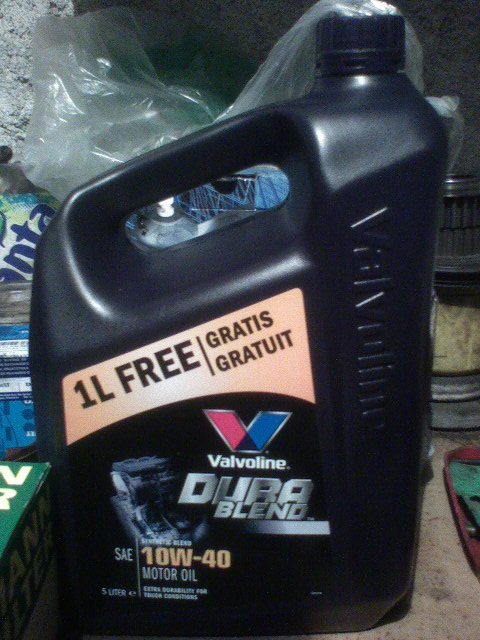 Valvoline
1L FREE
GRATIS
GRATUIT
Valvoline
DURA
BLEND
SYNTHETIC BLEND
SAE 10W-40
MOTOR OIL
5 LITER e
EXTRA DURABILITY FOR
TOUGH CONDITIONS
anta